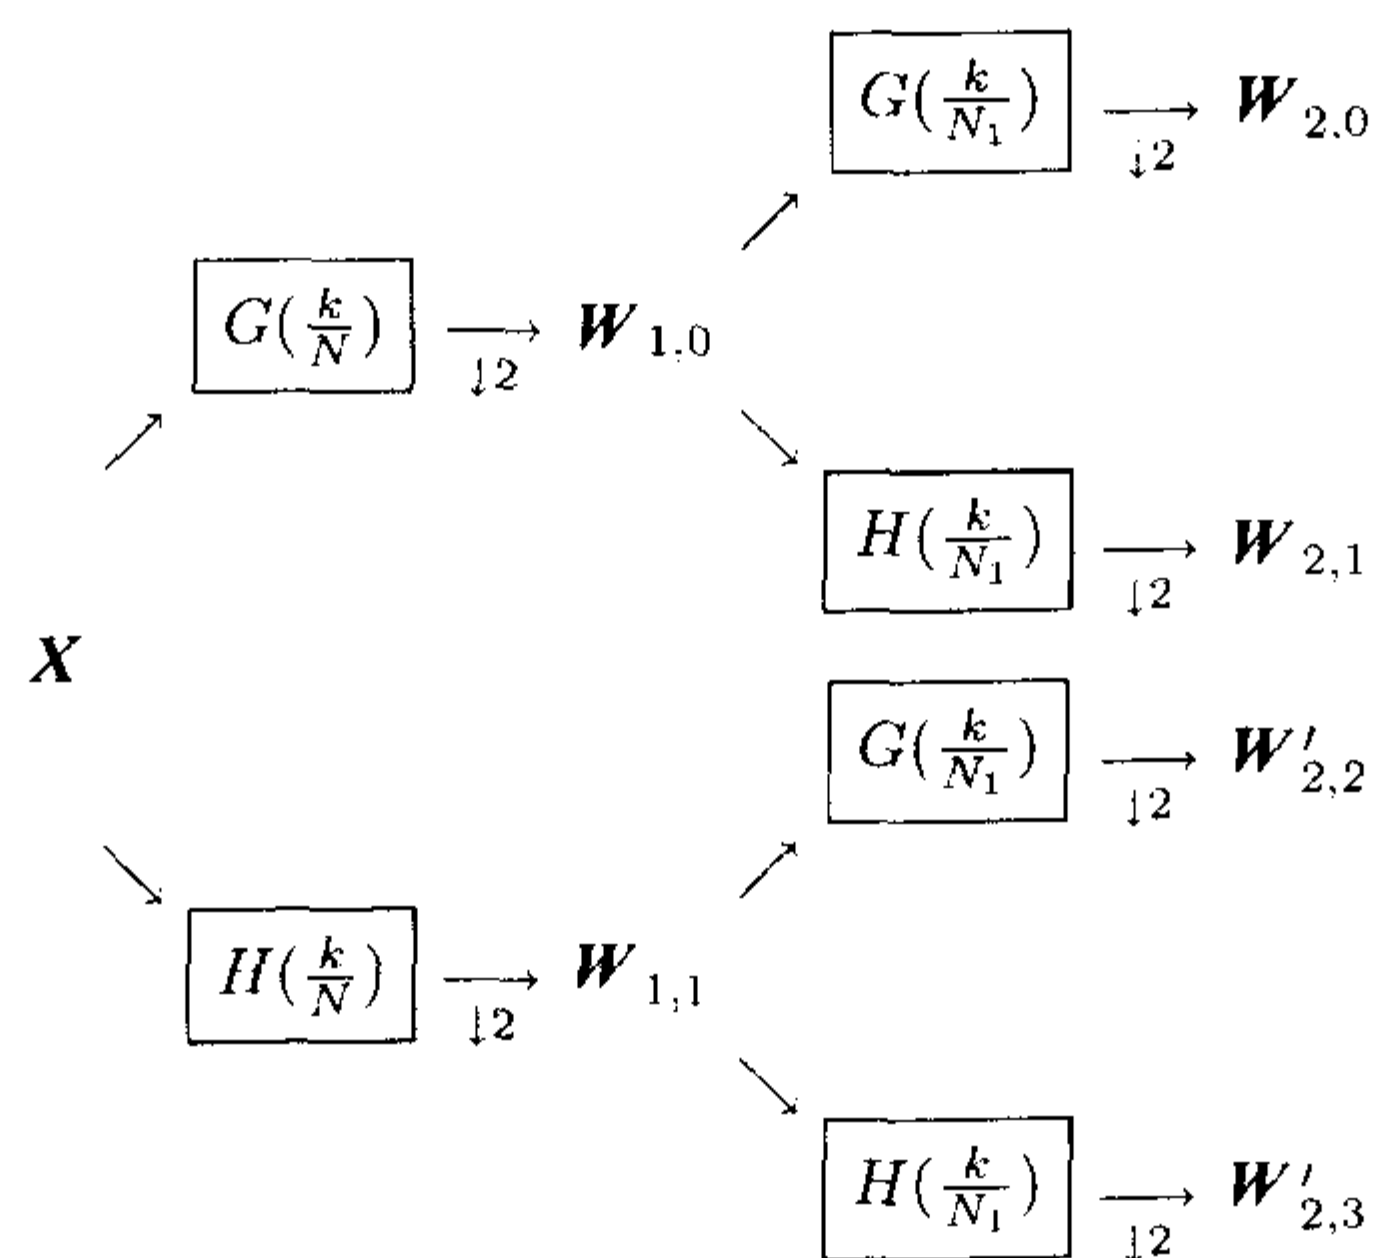 G(k/N₁) ↓2 W₂.₀
G(k/N) ↓2 W₁.₀
H(k/N₁) ↓2 W₂,₁
X
G(k/N₁) ↓2 W′₂,₂
H(k/N) ↓2 W₁,₁
H(k/N₁) ↓2 W′₂,₃